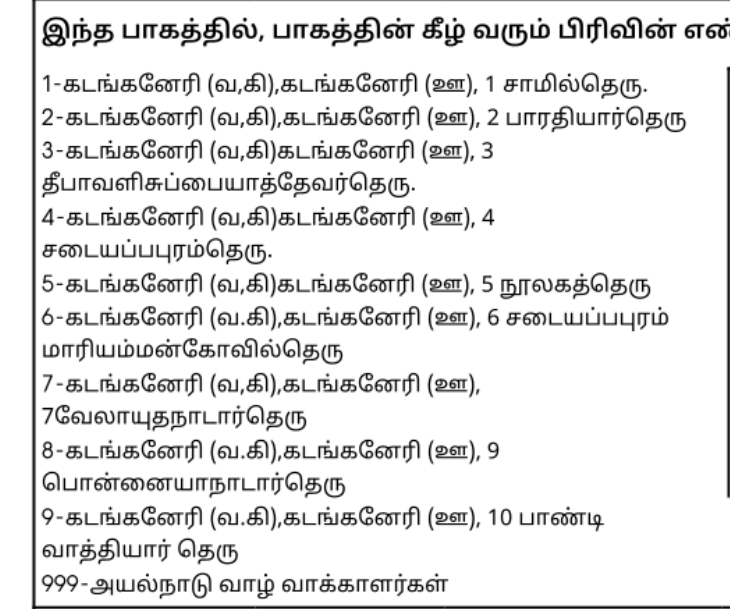 இந்த பாகத்தில், பாகத்தின் கீழ் வரும் பிரிவின் எண்
1-கடங்கனேரி (வ,கி),கடங்கனேரி (ஊ), 1 சாமில்தெரு.
2-கடங்கனேரி (வ,கி),கடங்கனேரி (ஊ), 2 பாரதியார்தெரு
3-கடங்கனேரி (வ,கி)கடங்கனேரி (ஊ), 3
தீபாவளிசுப்பையாத்தேவர்தெரு.
4-கடங்கனேரி (வ,கி)கடங்கனேரி (ஊ), 4
சடையப்பபுரம்தெரு.
5-கடங்கனேரி (வ,கி)கடங்கனேரி (ஊ), 5 நூலகத்தெரு
6-கடங்கனேரி (வ.கி),கடங்கனேரி (ஊ), 6 சடையப்பபுரம்
மாரியம்மன்கோவில்தெரு
7-கடங்கனேரி (வ,கி),கடங்கனேரி (ஊ),
7வேலாயுதநாடார்தெரு
8-கடங்கனேரி (வ.கி),கடங்கனேரி (ஊ), 9
பொன்னையாநாடார்தெரு
9-கடங்கனேரி (வ.கி),கடங்கனேரி (ஊ), 10 பாண்டி
வாத்தியார் தெரு
999-அயல்நாடு வாழ் வாக்காளர்கள்